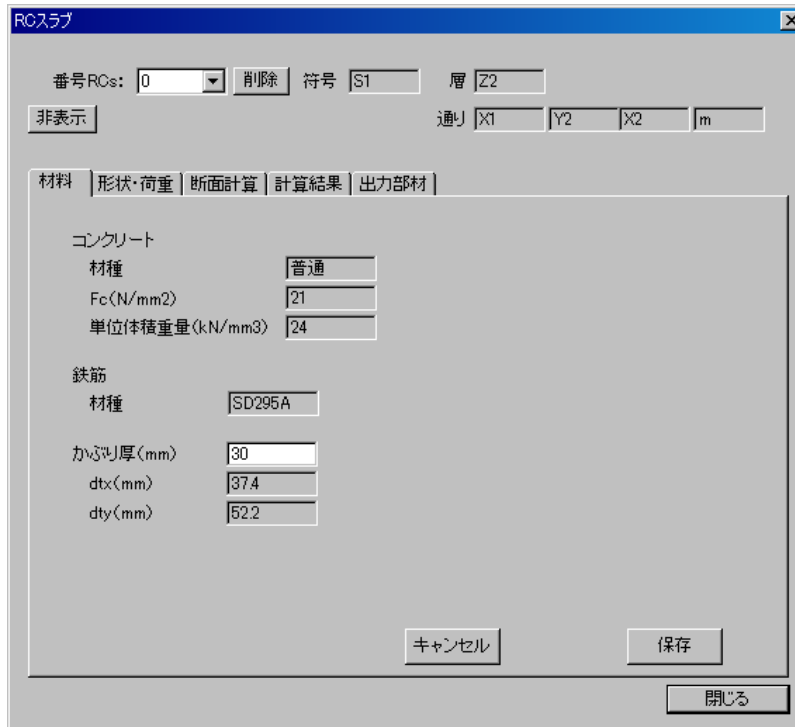 RCスラブ
番号RCs: 0 削除 符号 S1 層 Z2
非表示 通り X1 Y2 X2 m
材料 形状・荷重 断面計算 計算結果 出力部材
コンクリート
材種 普通
Fc(N/mm2) 21
単位体積重量(kN/mm3) 24
鉄筋
材種 SD295A
かぶり厚(mm) 30
dtx(mm) 37.4
dty(mm) 52.2
キャンセル 保存
閉じる